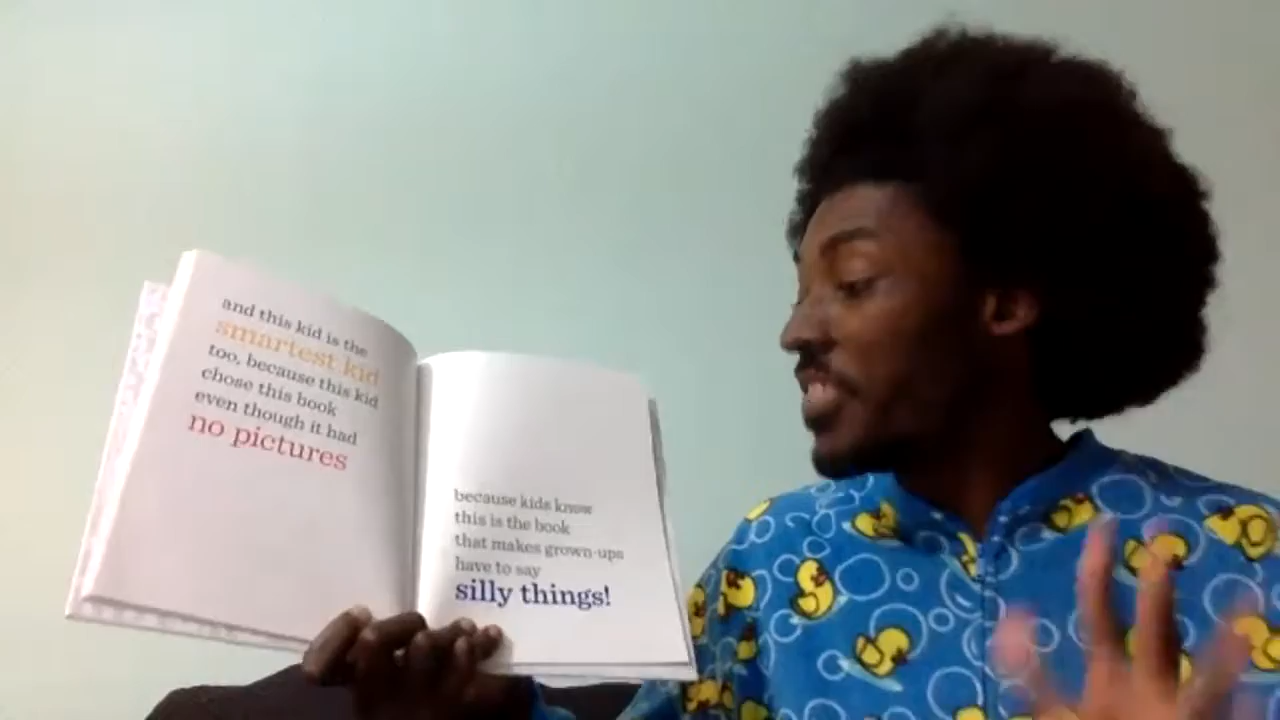 and this kid is the
smartest kid
too, because this kid
chose this book
even though it had
no pictures
because kids know
this is the book
that makes grown-ups
have to say
silly things!